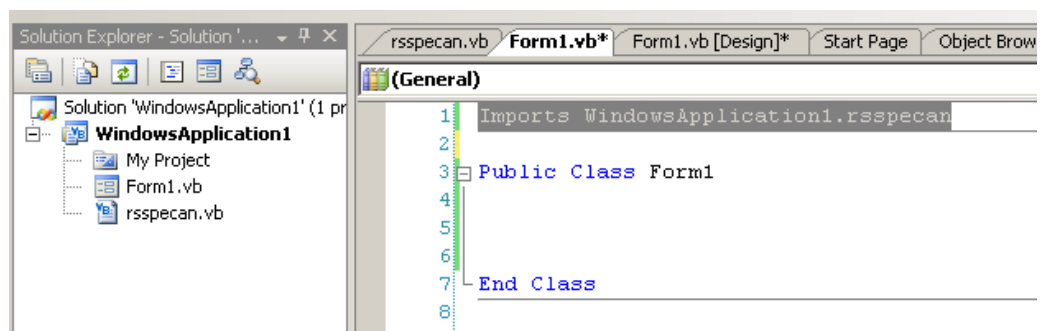 Solution Explorer - Solution '...
rsspecan.vb
Form1.vb*
Form1.vb [Design]*
Start Page
Object Brow
(General)
Solution 'WindowsApplication1' (1 pr
WindowsApplication1
My Project
Form1.vb
rsspecan.vb
1 Imports WindowsApplication1.rsspecan
2
3 Public Class Form1
4
5
6
7 End Class
8